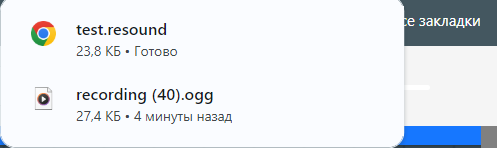 test.resound
23,8 КБ • Готово
се закладки
recording (40).ogg
27,4 КБ • 4 минуты назад